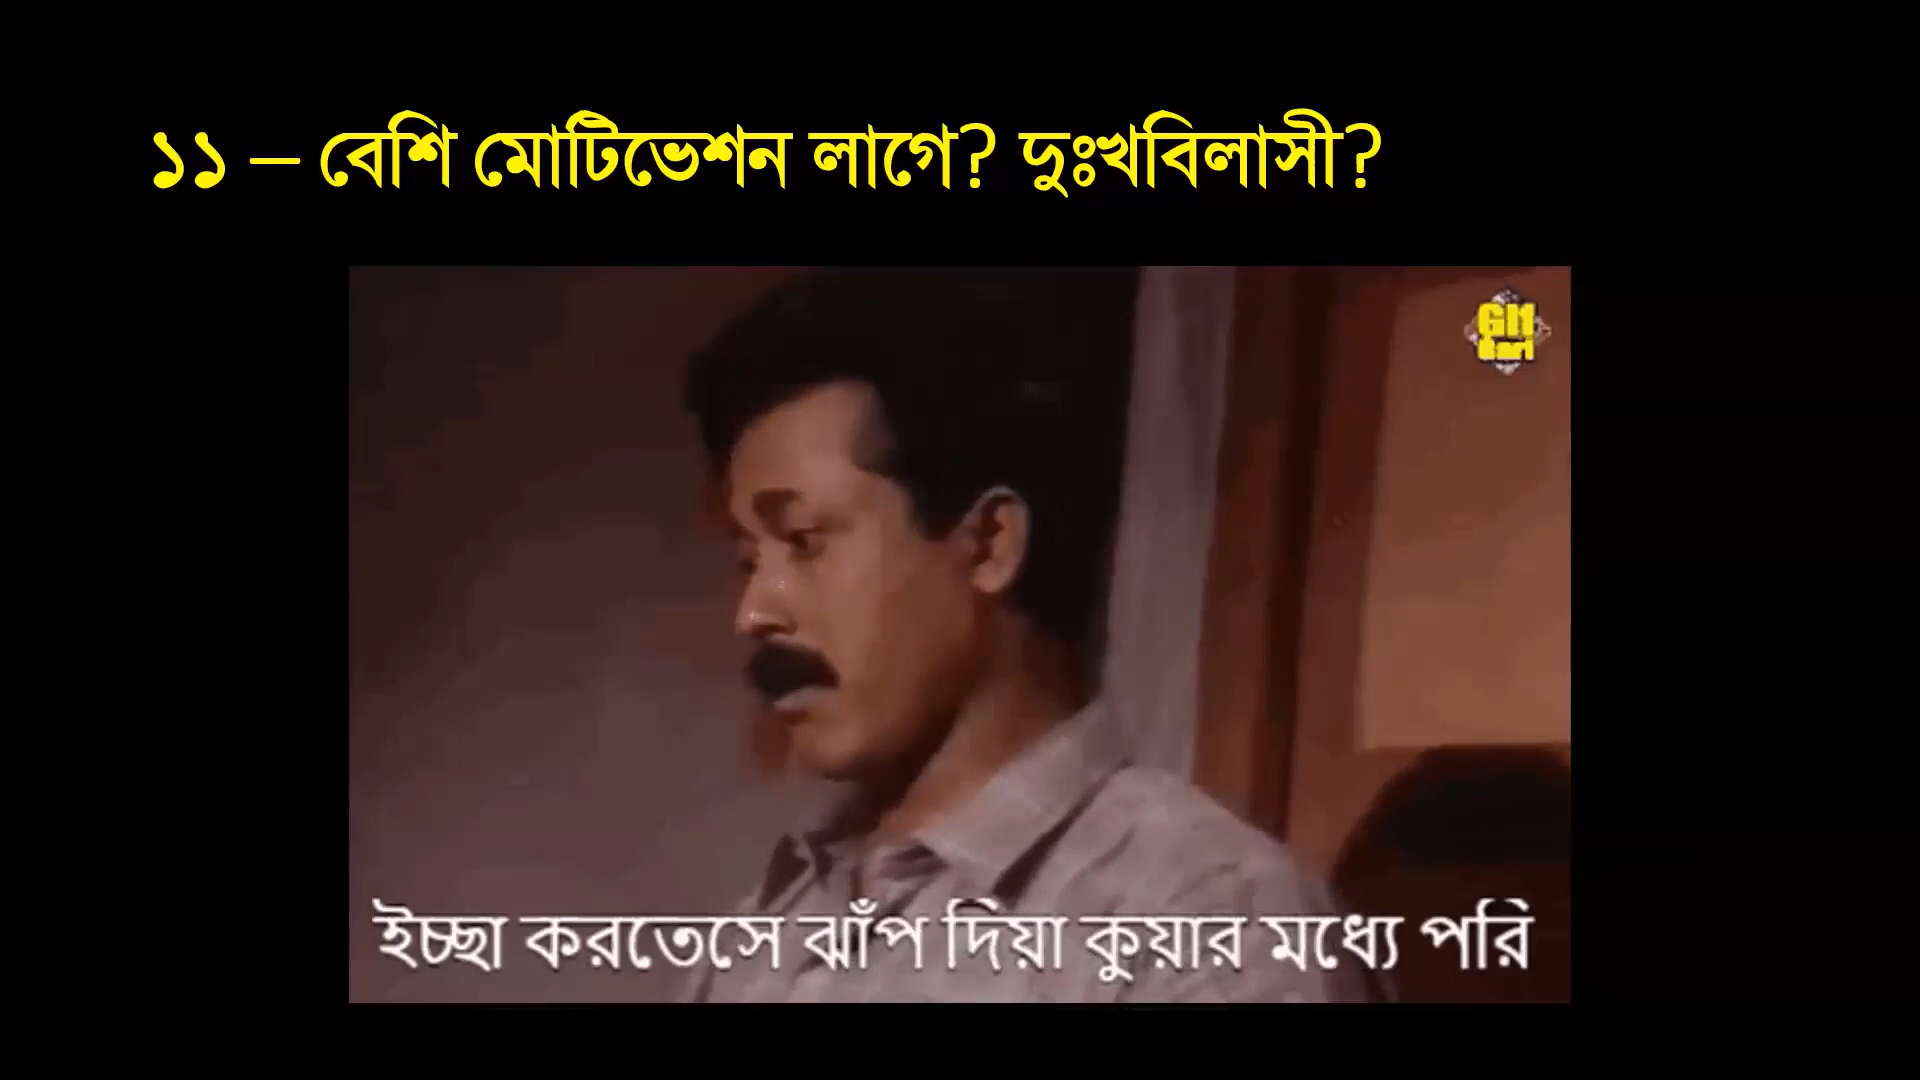 ১১ – বেশি মোটিভেশন লাগে? দুঃখবিলাসী?
ইচ্ছা করতেসে ঝাঁপ দিয়া কুয়ার মধ্যে পরি